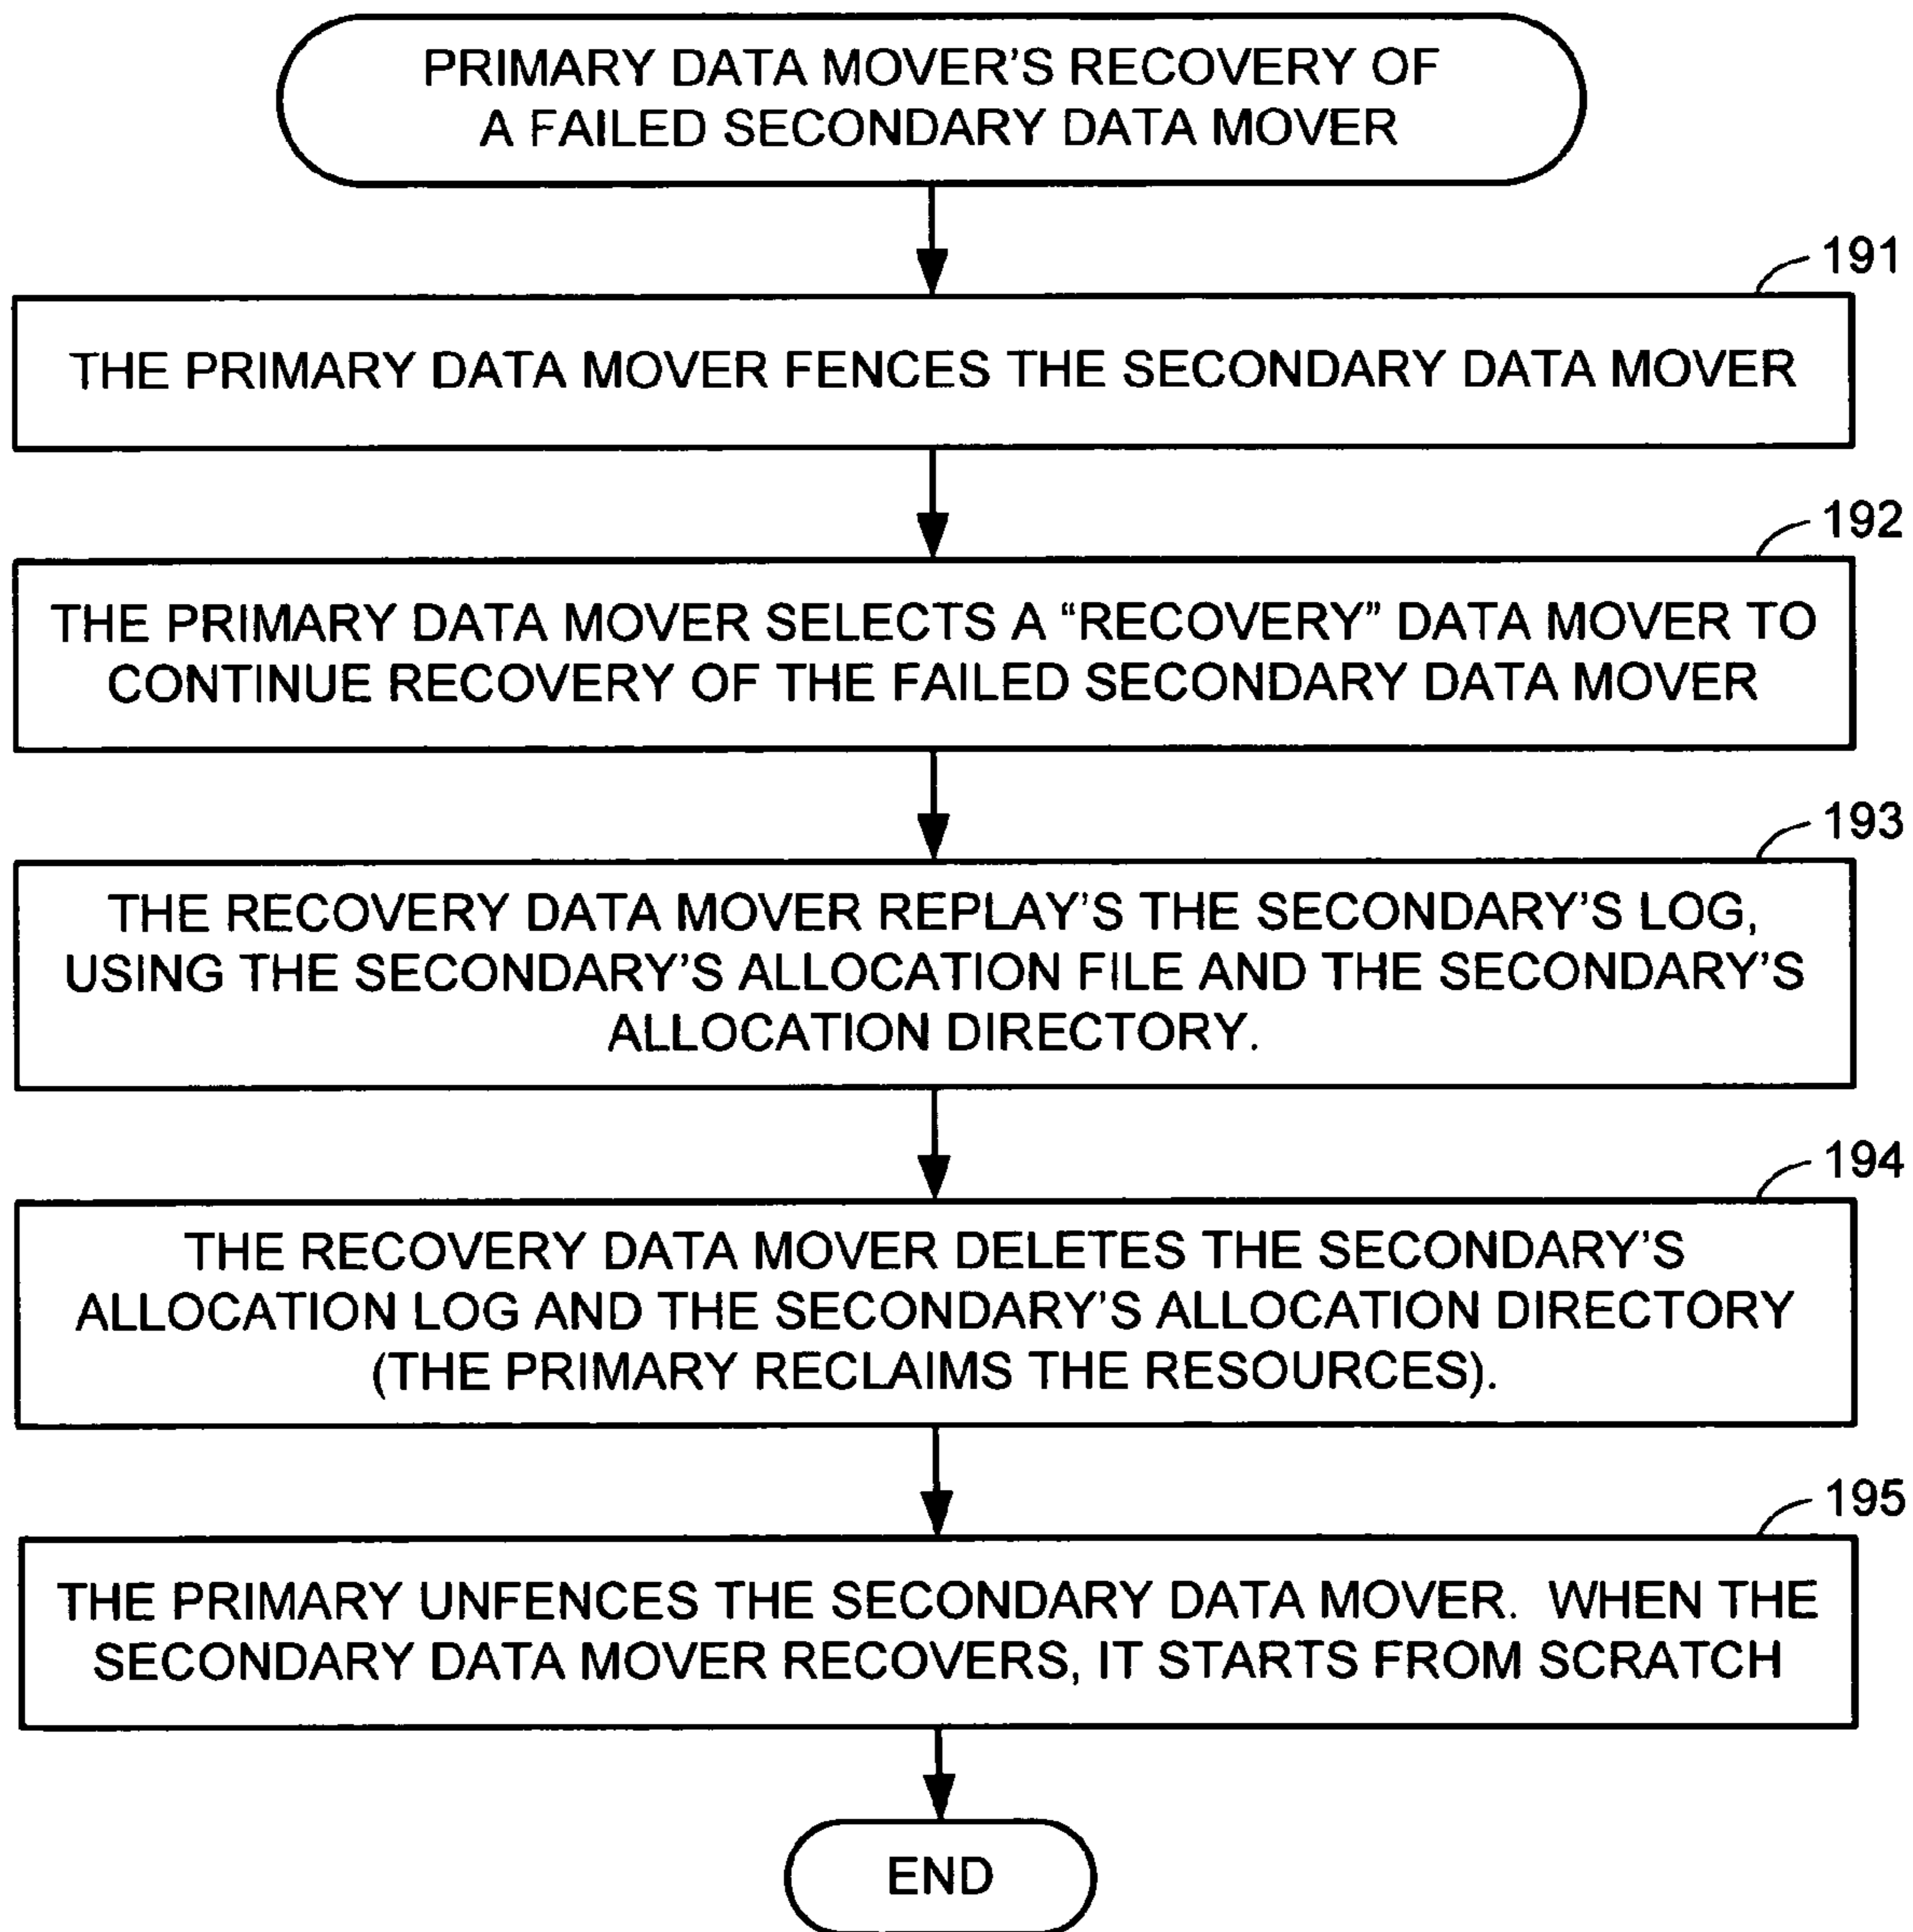 PRIMARY DATA MOVER'S RECOVERY OF
A FAILED SECONDARY DATA MOVER
191
THE PRIMARY DATA MOVER FENCES THE SECONDARY DATA MOVER
192
THE PRIMARY DATA MOVER SELECTS A “RECOVERY” DATA MOVER TO
CONTINUE RECOVERY OF THE FAILED SECONDARY DATA MOVER
193
THE RECOVERY DATA MOVER REPLAY'S THE SECONDARY'S LOG,
USING THE SECONDARY'S ALLOCATION FILE AND THE SECONDARY'S
ALLOCATION DIRECTORY.
194
THE RECOVERY DATA MOVER DELETES THE SECONDARY'S
ALLOCATION LOG AND THE SECONDARY'S ALLOCATION DIRECTORY
(THE PRIMARY RECLAIMS THE RESOURCES).
195
THE PRIMARY UNFENCES THE SECONDARY DATA MOVER. WHEN THE
SECONDARY DATA MOVER RECOVERS, IT STARTS FROM SCRATCH
END